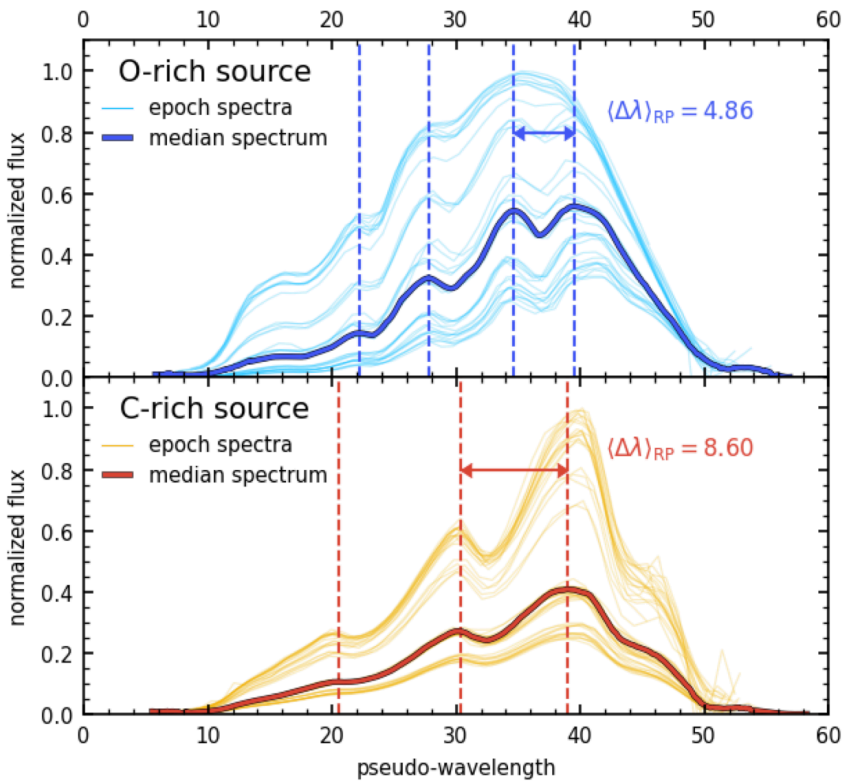 0 10 20 30 40 50 60
O-rich source
epoch spectra
median spectrum
⟨Δλ⟩RP = 4.86
normalized flux
1.0
0.8
0.6
0.4
0.2
0.0
C-rich source
epoch spectra
median spectrum
⟨Δλ⟩RP = 8.60
normalized flux
1.0
0.8
0.6
0.4
0.2
0.0
0 10 20 30 40 50 60
pseudo-wavelength